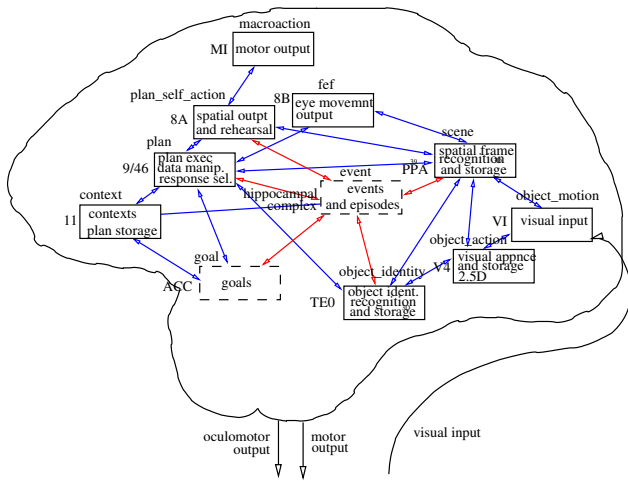 macroaction
MI
motor output
fef
plan_self_action
8B
eye movemnt
output
8A
spatial outpt
and rehearsal
scene
plan
spatial frame
recognition
and storage
PPA
9/46
plan exec
data manip.
response sel.
event
events
and episodes
hippocampal
complex
context
11
contexts
plan storage
object_motion
VI
visual input
object_action
V4
visual appnce
and storage
2.5D
goal
ACC
goals
object_identity
TE0
object ident.
recognition
and storage
oculomotor
output
motor
output
visual input